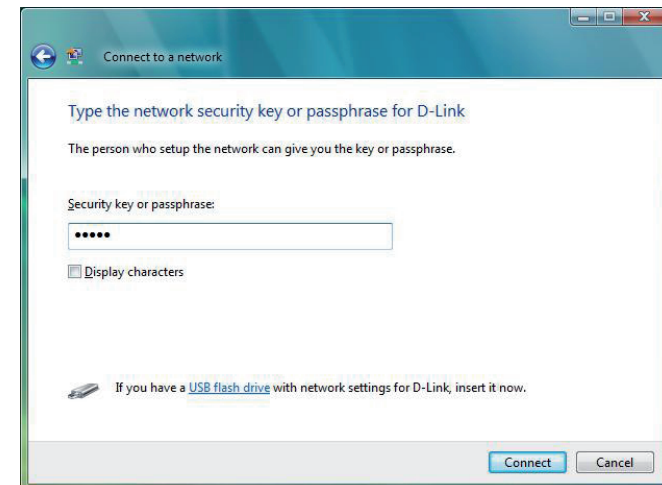 Connect to a network
Type the network security key or passphrase for D-Link
The person who setup the network can give you the key or passphrase.
Security key or passphrase:
•••••
Display characters
If you have a USB flash drive with network settings for D-Link, insert it now.
Connect Cancel